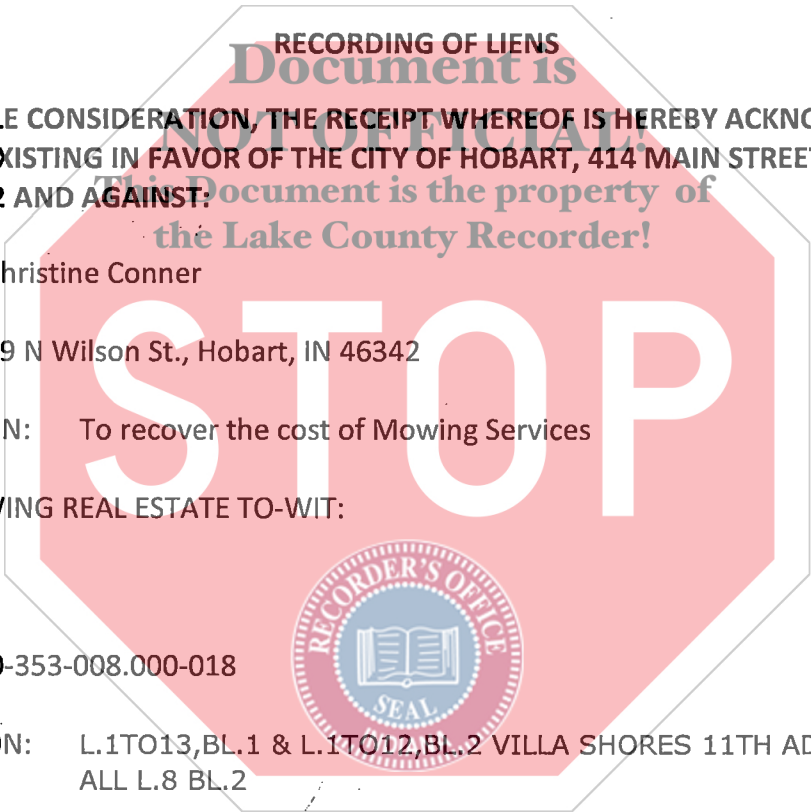 RECORDING OF LIENS
Document is
LE CONSIDERATION, THE RECEIPT WHEREOF IS HEREBY ACKNO
NOT OFFICIAL!
XISTING IN FAVOR OF THE CITY OF HOBART, 414 MAIN STREET
2 AND AGAINST:
This Document is the property of
the Lake County Recorder!
hristine Conner
9 N Wilson St., Hobart, IN 46342
N: To recover the cost of Mowing Services
STOP
ING REAL ESTATE TO-WIT:
RECORDER'S OFFICE
SEAL
-353-008.000-018
N: L.1TO13,BL.1 & L.1TO12,BL.2 VILLA SHORES 11TH AD
ALL L.8 BL.2